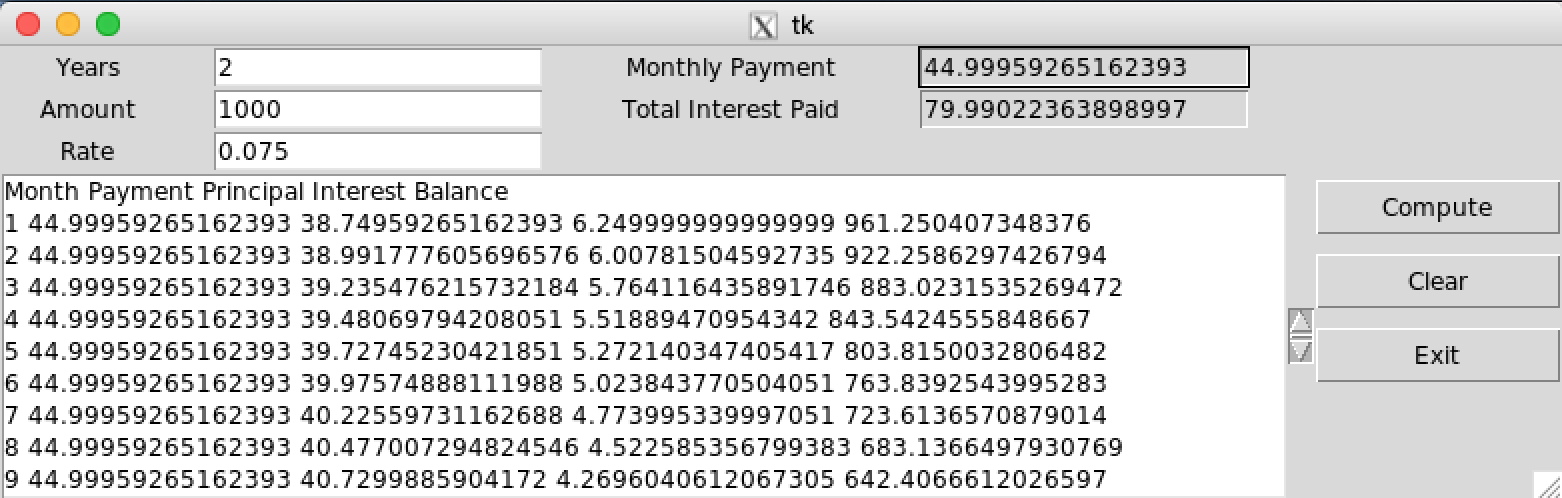 tk
Years 2 Monthly Payment 44.99959265162393
Amount 1000 Total Interest Paid 79.99022363898997
Rate 0.075
Month Payment Principal Interest Balance
1 44.99959265162393 38.74959265162393 6.249999999999999 961.250407348376
2 44.99959265162393 38.991777605696576 6.00781504592735 922.2586297426794
3 44.99959265162393 39.235476215732184 5.764116435891746 883.0231535269472
4 44.99959265162393 39.48069794208051 5.51889470954342 843.5424555848667
5 44.99959265162393 39.72745230421851 5.272140347405417 803.8150032806482
6 44.99959265162393 39.97574888111988 5.023843770504051 763.8392543995283
7 44.99959265162393 40.22559731162688 4.773995339997051 723.6136570879014
8 44.99959265162393 40.477007294824546 4.522585356799383 683.1366497930769
9 44.99959265162393 40.7299885904172 4.2696040612067305 642.4066612026597
Compute
Clear
Exit